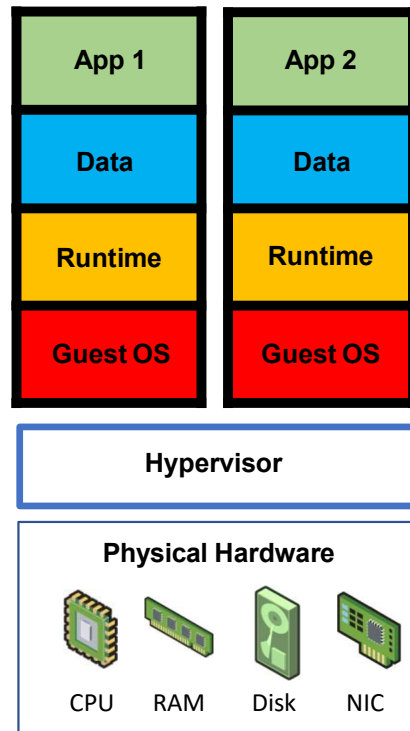 App 1
App 2
Data
Data
Runtime
Runtime
Guest OS
Guest OS
Hypervisor
Physical Hardware
CPU RAM Disk NIC